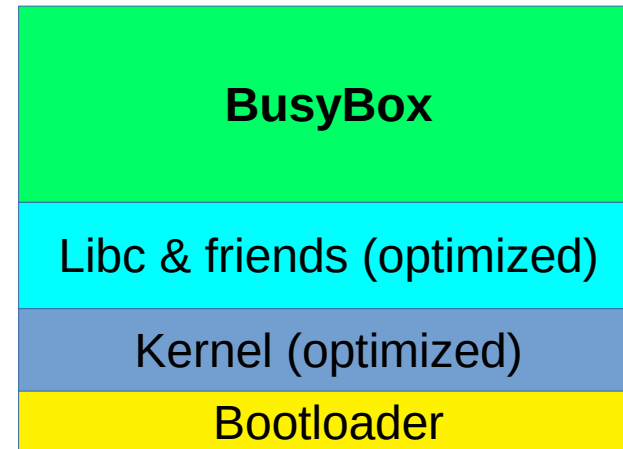 BusyBox
Libc & friends (optimized)
Kernel (optimized)
Bootloader